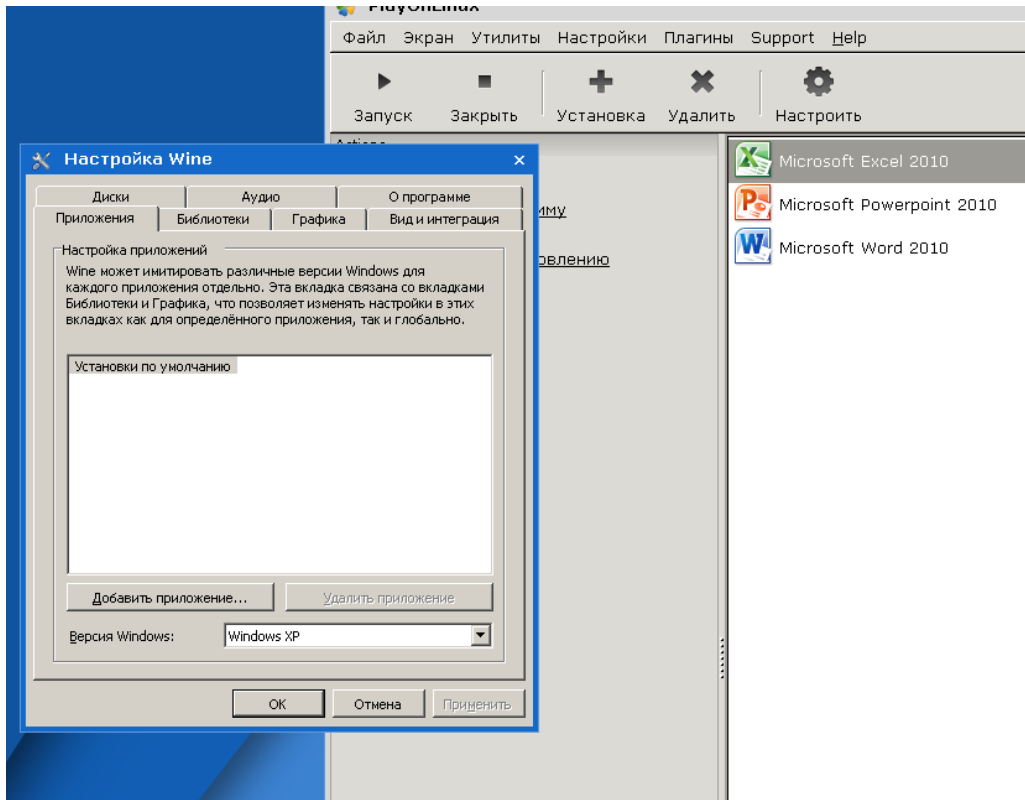 PlayOnLinux
Файл Экран Утилиты Настройки Плагины Support Help
Запуск Закрыть Установка Удалить Настроить
Microsoft Excel 2010
Microsoft Powerpoint 2010
Microsoft Word 2010
Настройка Wine
Диски Аудио О программе
Приложения Библиотеки Графика Вид и интеграция
Настройка приложений
Wine может имитировать различные версии Windows для
каждого приложения отдельно. Эта вкладка связана со вкладками
Библиотеки и Графика, что позволяет изменять настройки в этих
вкладках как для определённого приложения, так и глобально.
Установки по умолчанию
Добавить приложение... Удалить приложение
Версия Windows: Windows XP
ОК Отмена Применить